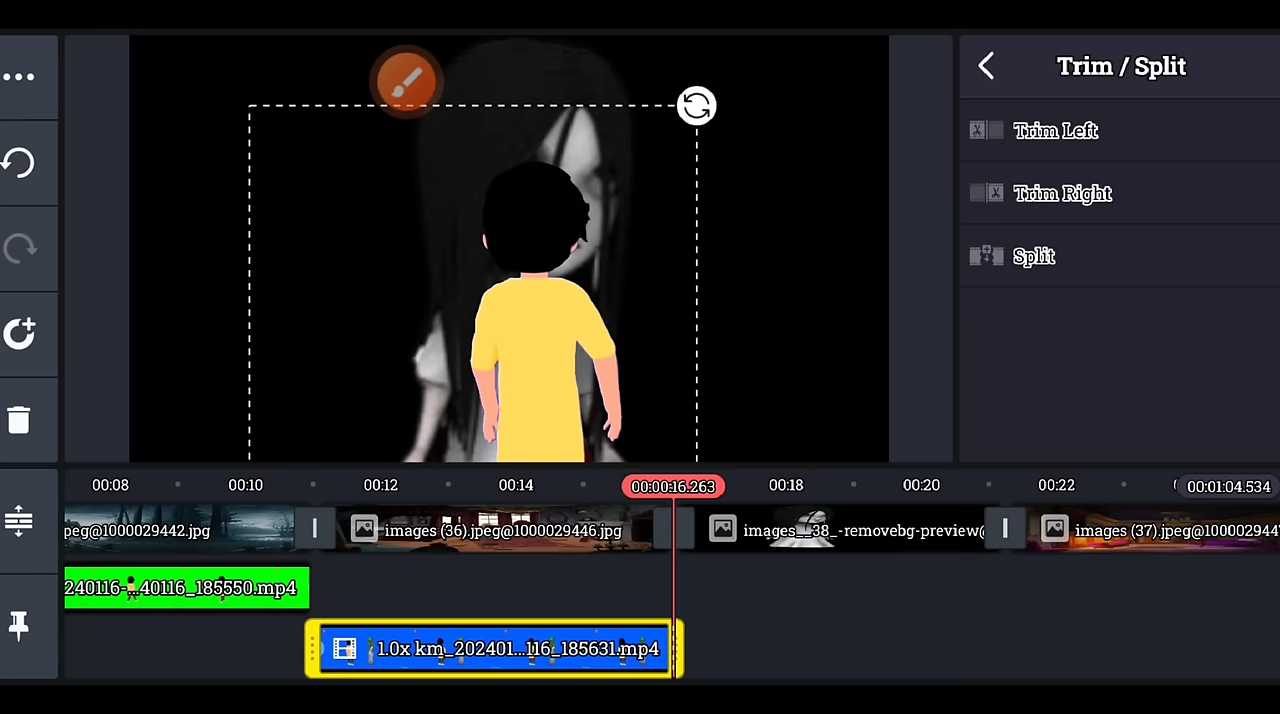 Trim / Split
Trim Left
Trim Right
Split
00:08
00:10
00:12
00:14
00:00:16.263
00:18
00:20
00:22
00:01:04.534
peg@1000029442.jpg
images (36).jpeg@1000029446.jpg
images__38_-removebg-preview@
images (37).jpeg@100002944
240116-...40116_185550.mp4
1.0x km_202401...116_185631.mp4